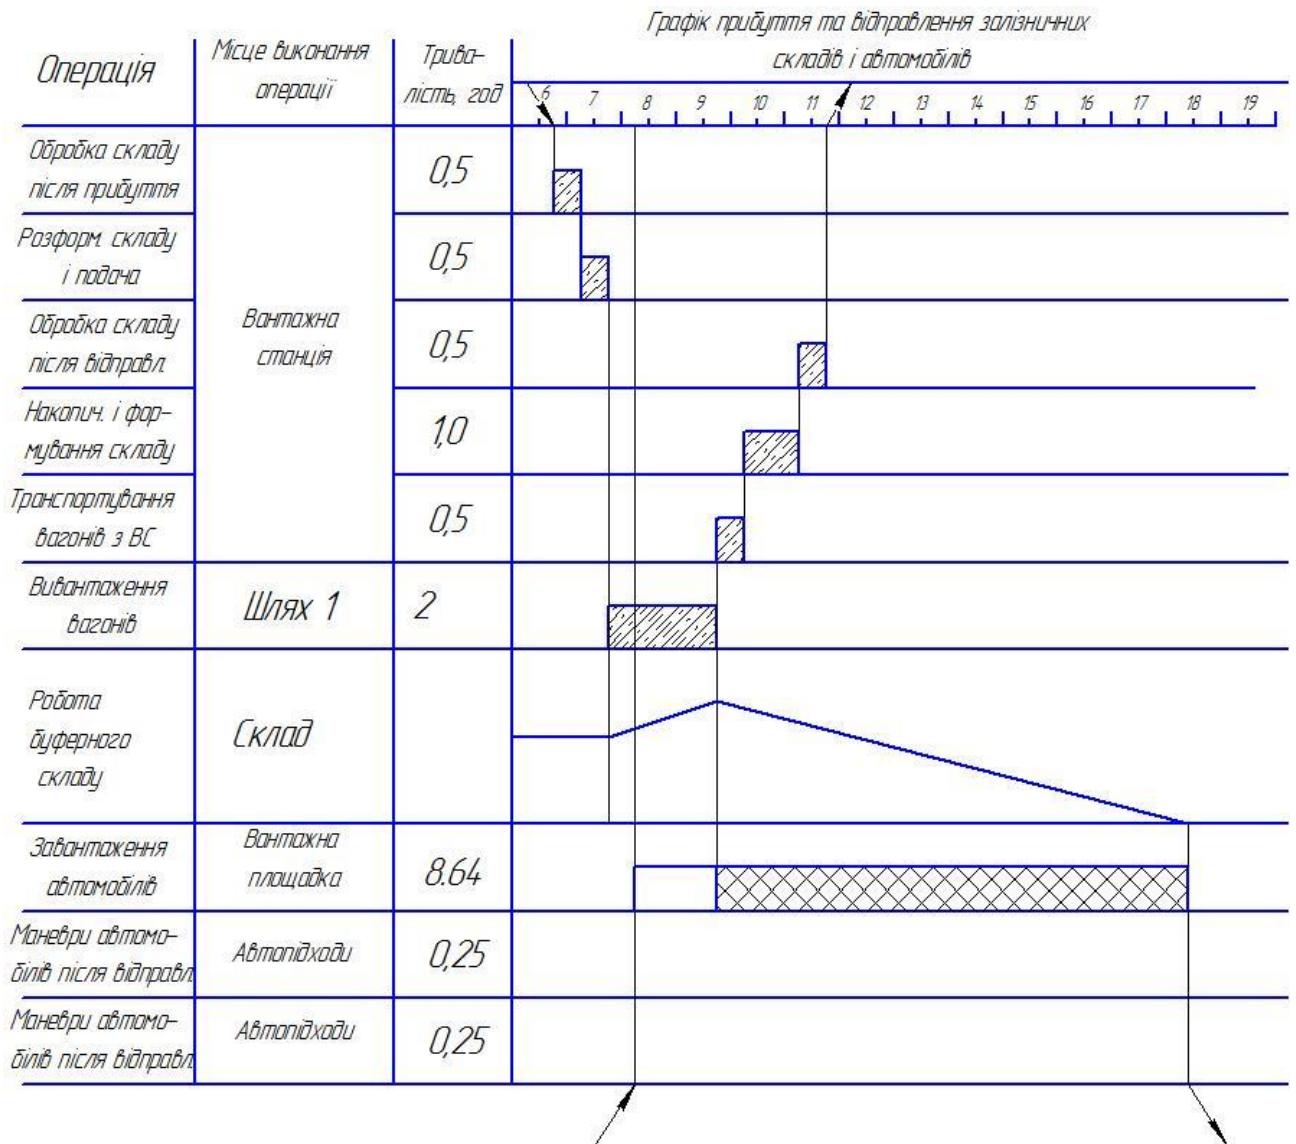 Графік прибуття та відправлення залізничних
складів і автомобілів
Операція
Місце виконання
операції
Трива-
лість, год
6 7 8 9 10 11 12 13 14 15 16 17 18 19
Обробка складу
після прибуття
0,5
Розформ. складу
і подача
0,5
Вантажна
станція
Обробка складу
після відправл.
0,5
Накопич. і фор-
мування складу
1,0
Транспортування
вагонів з ВС
0,5
Вивантаження
вагонів
Шлях 1
2
Робота
буферного
складу
Склад
Завантаження
автомобілів
Вантажна
площадка
8.64
Маневри автомо-
білів після відправл.
Автопідходи
0,25
Маневри автомо-
білів після відправл.
Автопідходи
0,25